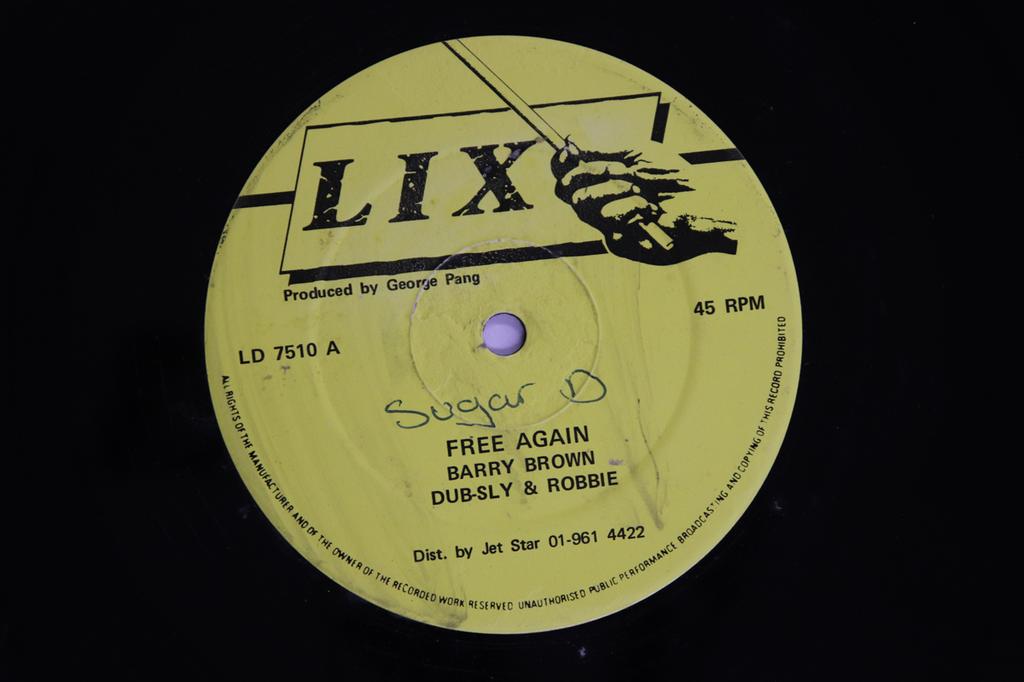 LIX
Produced by George Pang
45 RPM
LD 7510 A
Sugar D
FREE AGAIN
BARRY BROWN
DUB-SLY & ROBBIE
Dist. by Jet Star 01-961 4422
ALL RIGHTS OF THE MANUFACTURER AND OF THE OWNER OF THE RECORDED WORK RESERVED UNAUTHORISED PUBLIC PERFORMANCE BROADCASTING AND COPYING OF THIS RECORD PROHIBITED